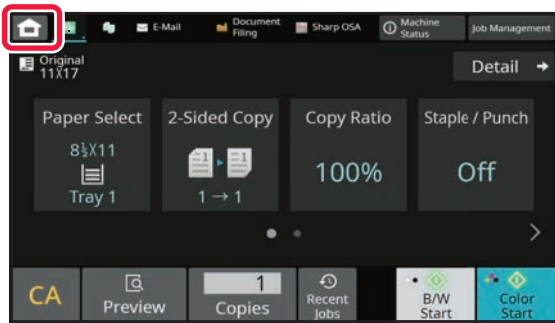 E-Mail
Document
Filing
Sharp OSA
Machine
Status
Job Management
Original
11X17
Detail
Paper Select
8½X11
Tray 1
2-Sided Copy
1 1
1 → 1
Copy Ratio
100%
Staple / Punch
Off
CA
Preview
1
Copies
Recent
Jobs
B/W
Start
Color
Start